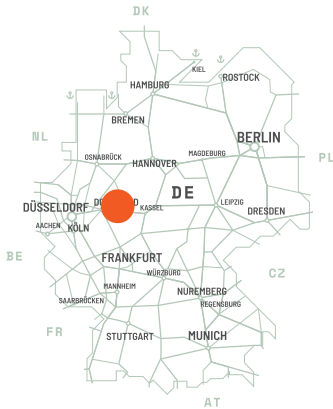 DK
KIEL
ROSTOCK
HAMBURG
BREMEN
NL
BERLIN
OSNABRÜCK
HANNOVER
MAGDEBURG
PL
DE
DÜSSELDORF
KASSEL
LEIPZIG
DRESDEN
AACHEN
KÖLN
BE
FRANKFURT
WÜRZBURG
CZ
MANNHEIM
NUREMBERG
SAARBRÜCKEN
REGENSBURG
FR
STUTTGART
MUNICH
AT